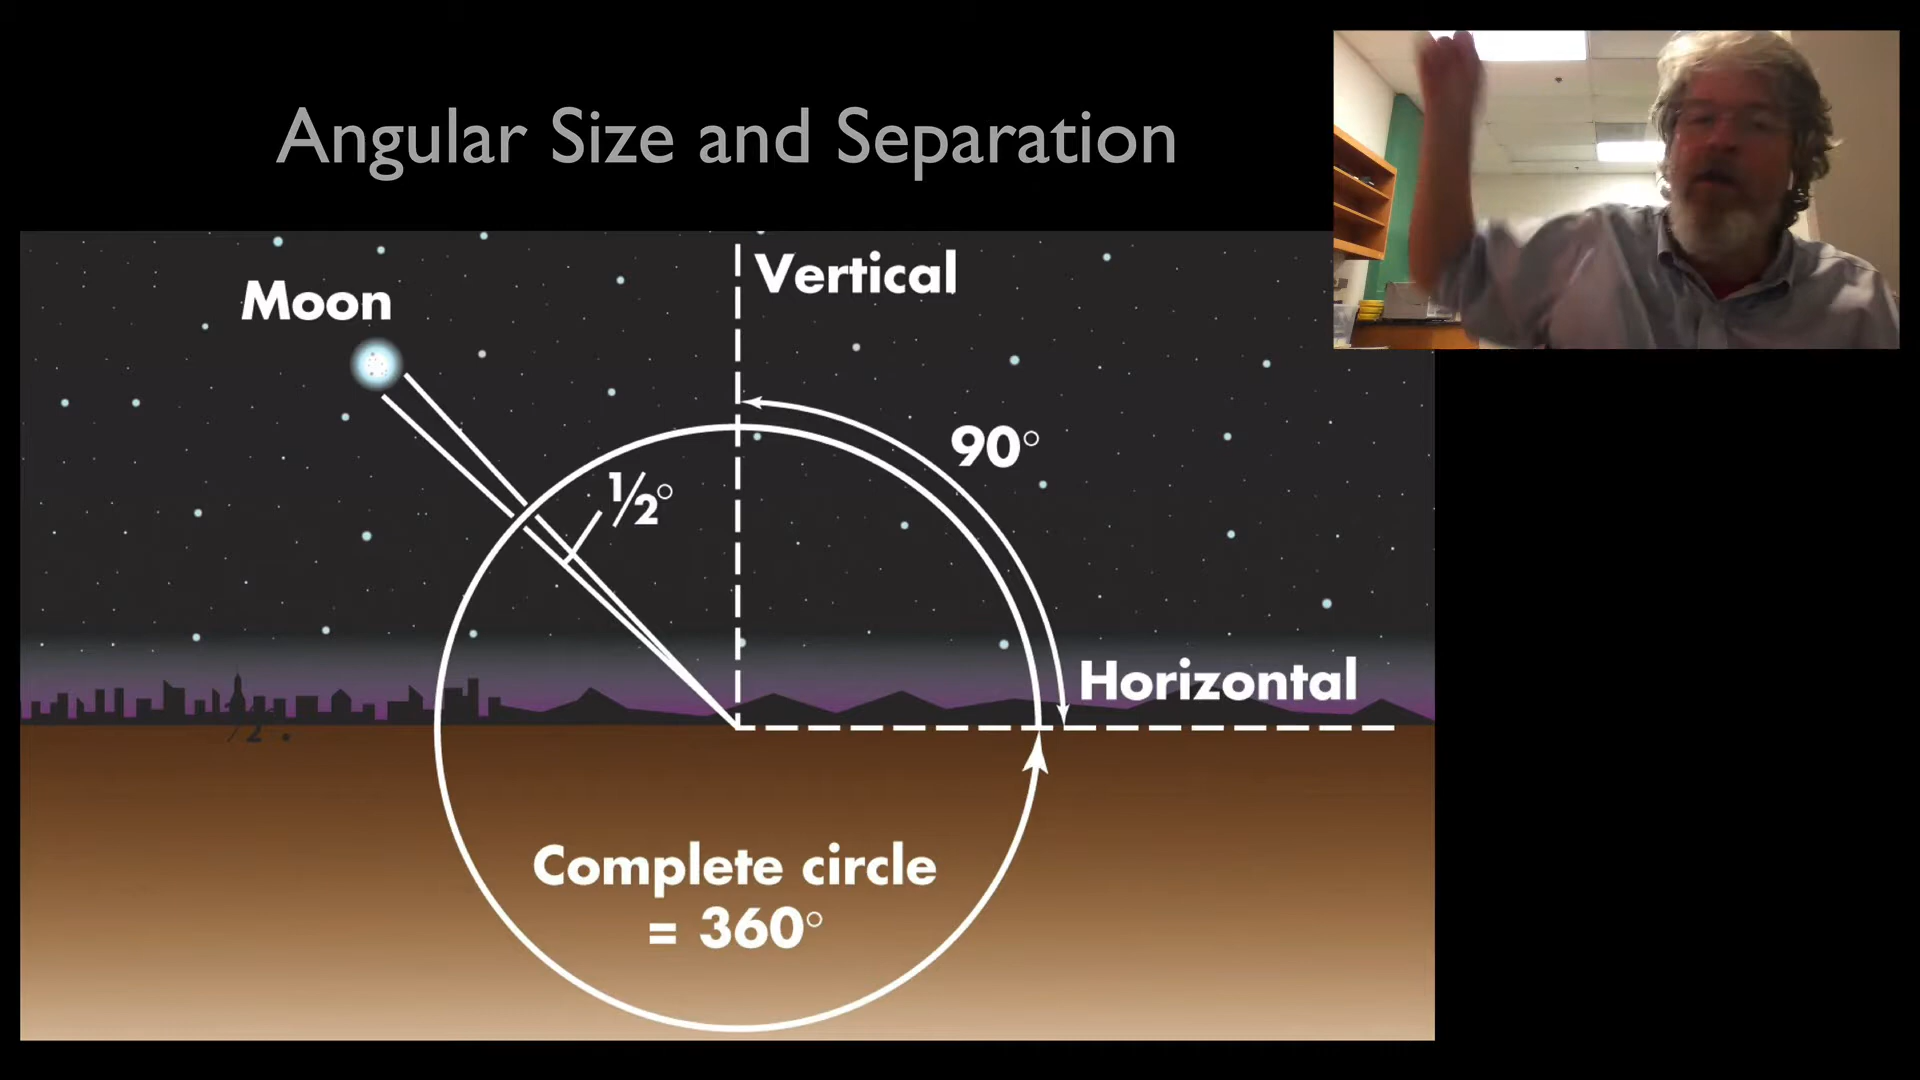 Angular Size and Separation
Moon
Vertical
90°
½°
Horizontal
Complete circle
= 360°